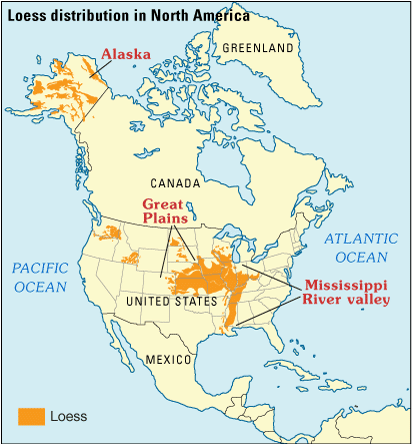 Loess distribution in North America
GREENLAND
Alaska
CANADA
Great
Plains
ATLANTIC
OCEAN
PACIFIC
OCEAN
Mississippi
River valley
UNITED STATES
MEXICO
Loess